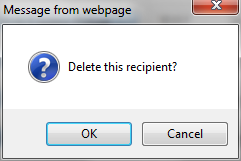 Message from webpage
Delete this recipient?
OK
Cancel